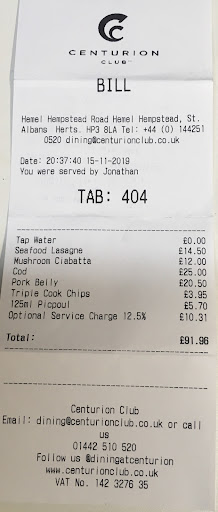 CENTURION
CLUB™
BILL
Hemel Hempstead Road Hemel Hempstead, St.
Albans Herts. HP3 8LA Tel: +44 (0) 144251
0520 dining@centurionclub.co.uk
Date: 20:37:40 15-11-2019
You were served by Jonathan
TAB: 404
Tap Water £0.00
Seafood Lasagne £14.50
Mushroom Ciabatta £12.00
Cod £25.00
Pork Belly £20.50
Triple Cook Chips £3.95
125ml Picpoul £5.70
Optional Service Charge 12.5% £10.31
Total: £91.96
Centurion Club
Email: dining@centurionclub.co.uk or call
us
01442 510 520
Follow us @diningatcenturion
www.centurionclub.co.uk
VAT No. 142 3276 35